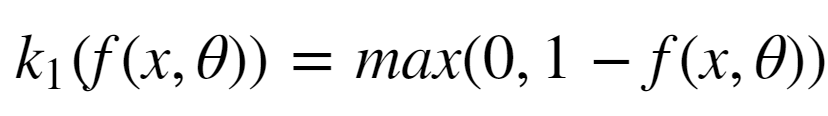 k₁(f(x, θ)) = max(0, 1 − f(x, θ))